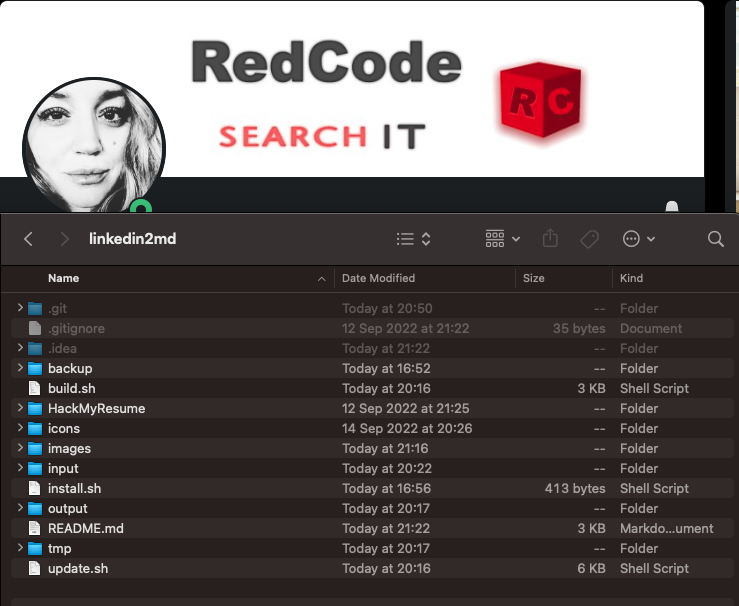 RedCode
SEARCH IT
R C
linkedin2md
Name Date Modified Size Kind
.git Today at 20:50 -- Folder
.gitignore 12 Sep 2022 at 21:22 35 bytes Document
.idea Today at 21:22 -- Folder
backup Today at 16:52 -- Folder
build.sh Today at 20:16 3 KB Shell Script
HackMyResume 12 Sep 2022 at 21:25 -- Folder
icons 14 Sep 2022 at 20:26 -- Folder
images Today at 21:16 -- Folder
input Today at 20:22 -- Folder
install.sh Today at 16:56 413 bytes Shell Script
output Today at 20:17 -- Folder
README.md Today at 21:22 3 KB Markdo...ument
tmp Today at 20:17 -- Folder
update.sh Today at 20:16 6 KB Shell Script